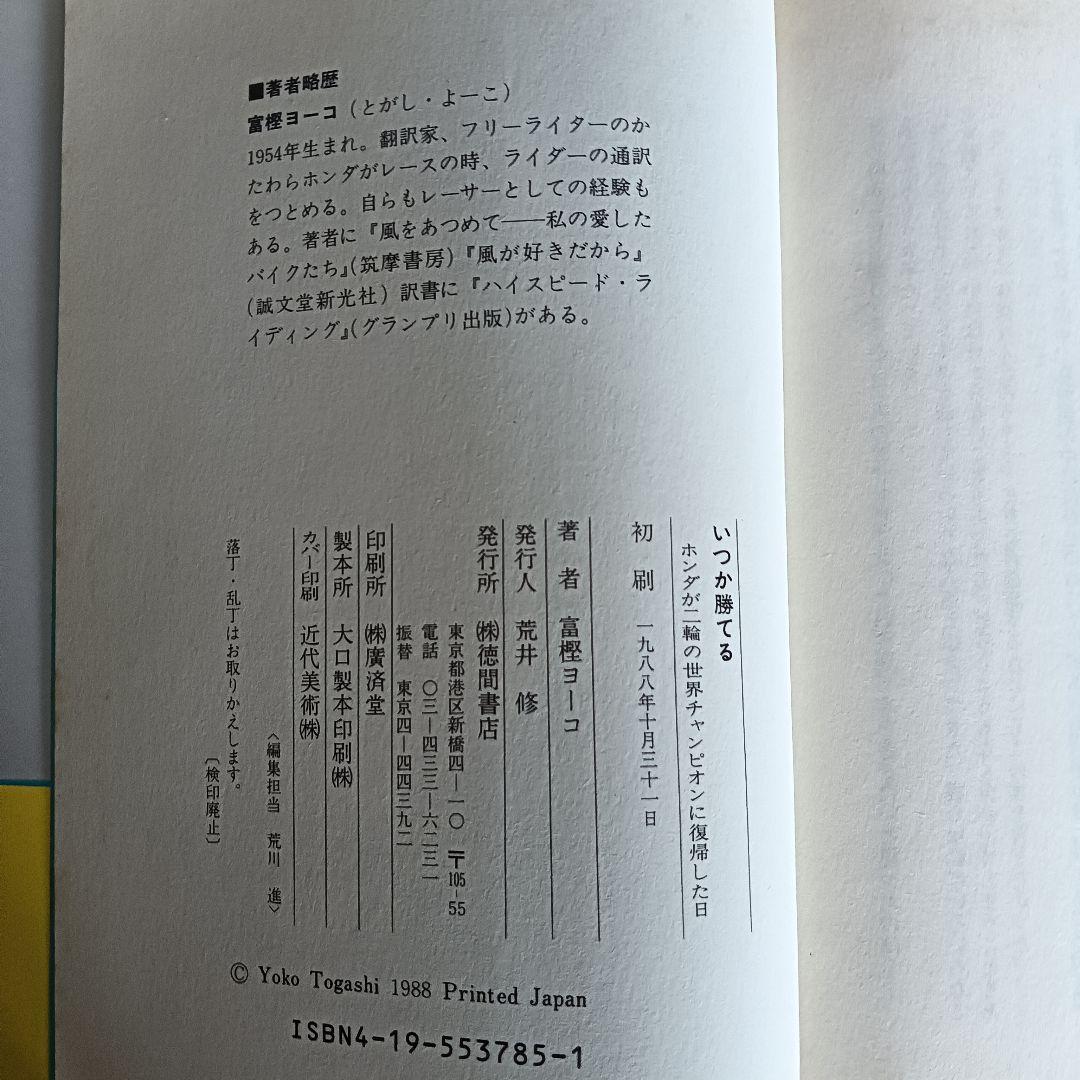 ■著者略歴
富樫ヨーコ(とがし・よーこ)
1954年生まれ。翻訳家、フリーライターのか
たわらホンダがレースの時、ライダーの通訳
をつとめる。自らもレーサーとしての経験も
ある。著者に『風をあつめて――私の愛した
バイクたち』(筑摩書房)『風が好きだから』
(誠文堂新光社) 訳書に『ハイスピード・ラ
イディング』(グランプリ出版)がある。
いつか勝てる
ホンダが二輪の世界チャンピオンに復帰した日
初刷 一九八八年十月三十一日
著者 富樫ヨーコ
発行人 荒井 修
発行所 ㈱徳間書店
東京都港区新橋四―一〇 〒105-55
電話 〇三―四三三―六二三一
振替 東京四―四四三九二
印刷所 ㈱廣済堂
製本所 大口製本印刷㈱
カバー印刷 近代美術㈱
〈編集担当 荒川 進〉
落丁・乱丁はお取りかえします。
〔検印廃止〕
© Yoko Togashi 1988 Printed Japan
ISBN4-19-553785-1